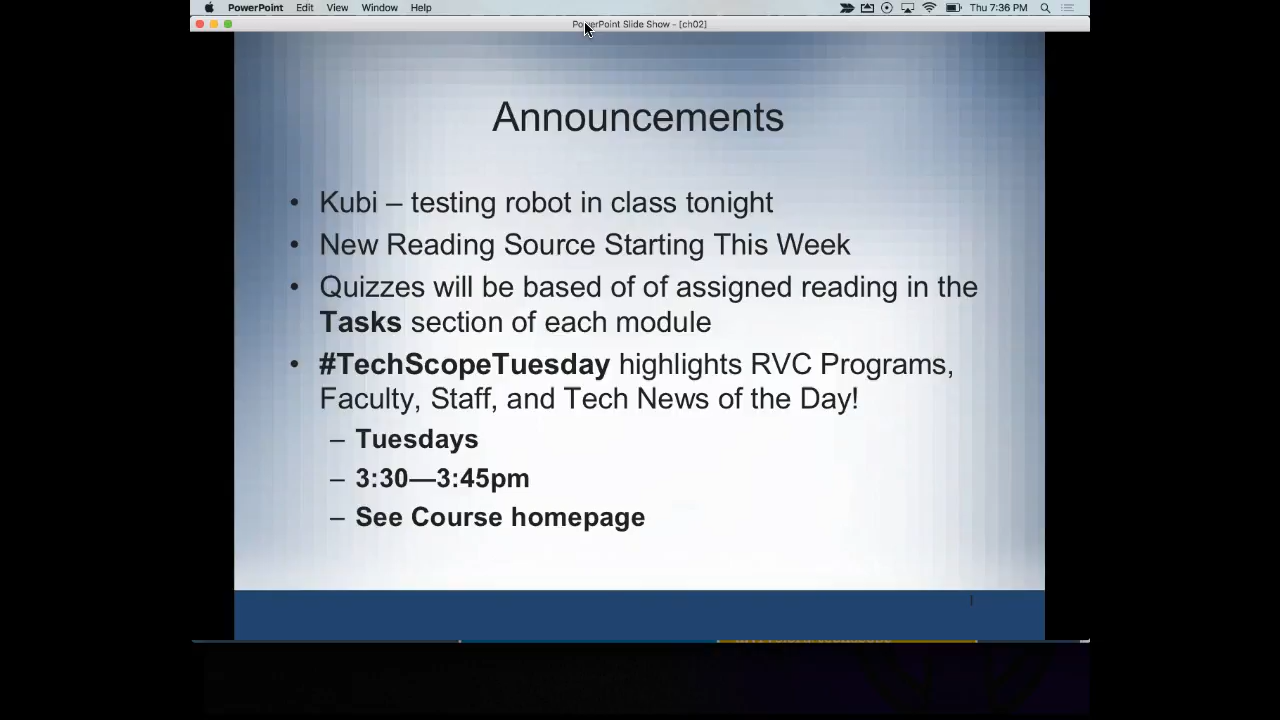 PowerPoint Edit View Window Help Thu 7:36 PM
PowerPoint Slide Show - [ch02]
Announcements
• Kubi – testing robot in class tonight
• New Reading Source Starting This Week
• Quizzes will be based of of assigned reading in the
Tasks section of each module
• #TechScopeTuesday highlights RVC Programs,
Faculty, Staff, and Tech News of the Day!
– Tuesdays
– 3:30—3:45pm
– See Course homepage